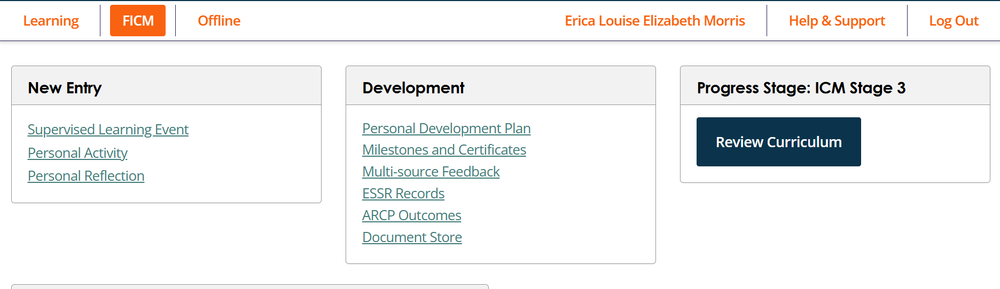 Learning
FICM
Offline
Erica Louise Elizabeth Morris
Help & Support
Log Out
New Entry
Supervised Learning Event
Personal Activity
Personal Reflection
Development
Personal Development Plan
Milestones and Certificates
Multi-source Feedback
ESSR Records
ARCP Outcomes
Document Store
Progress Stage: ICM Stage 3
Review Curriculum